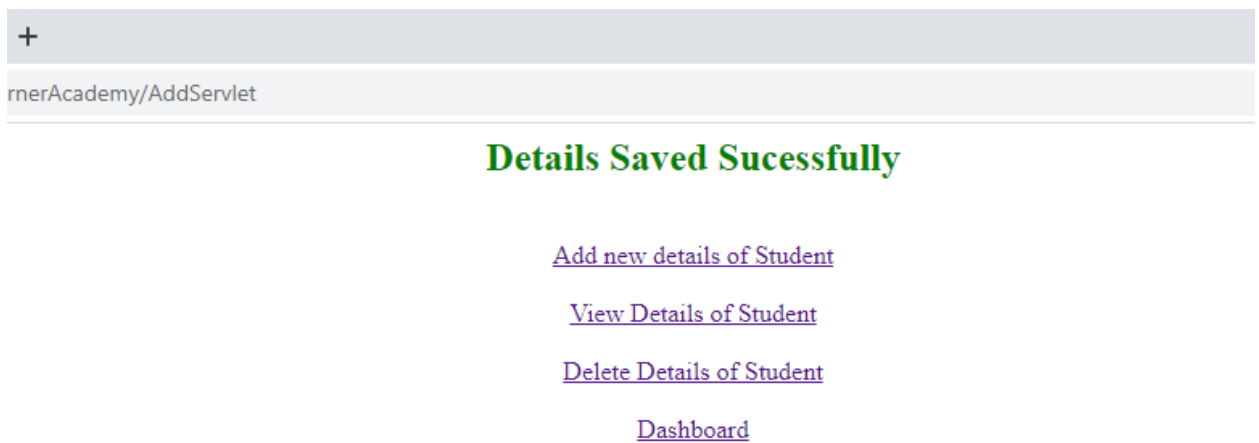 +
rnerAcademy/AddServlet
Details Saved Sucessfully
Add new details of Student
View Details of Student
Delete Details of Student
Dashboard